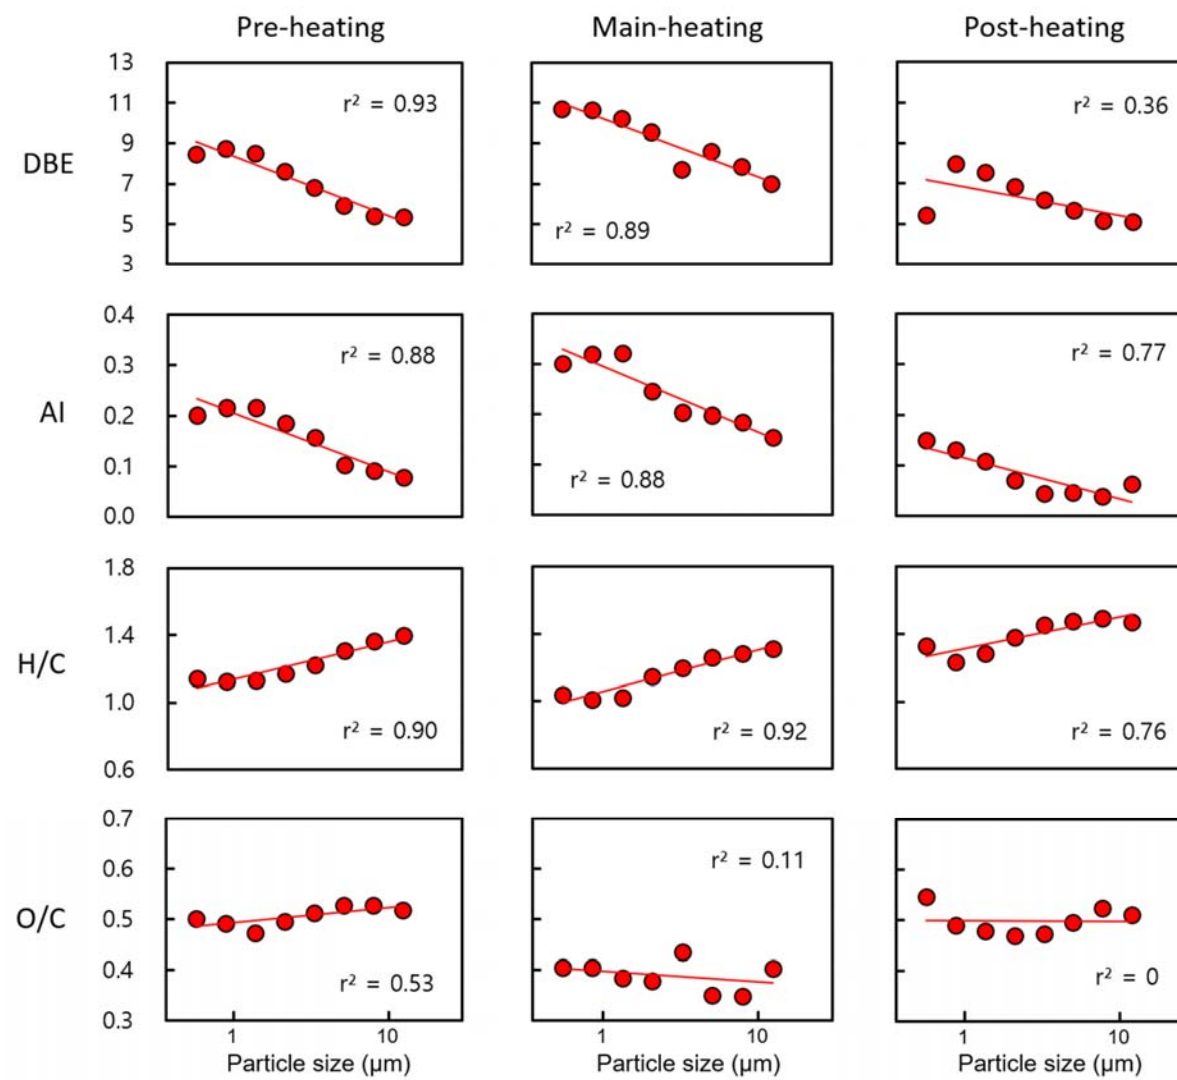 Pre-heating Main-heating Post-heating
DBE
13
11
9
7
5
3
r² = 0.93
r² = 0.89
r² = 0.36
AI
0.4
0.3
0.2
0.1
0.0
r² = 0.88
r² = 0.88
r² = 0.77
H/C
1.8
1.4
1.0
0.6
r² = 0.90
r² = 0.92
r² = 0.76
O/C
0.7
0.6
0.5
0.4
0.3
r² = 0.53
r² = 0.11
r² = 0
1 10 1 10 1 10
Particle size (μm) Particle size (μm) Particle size (μm)